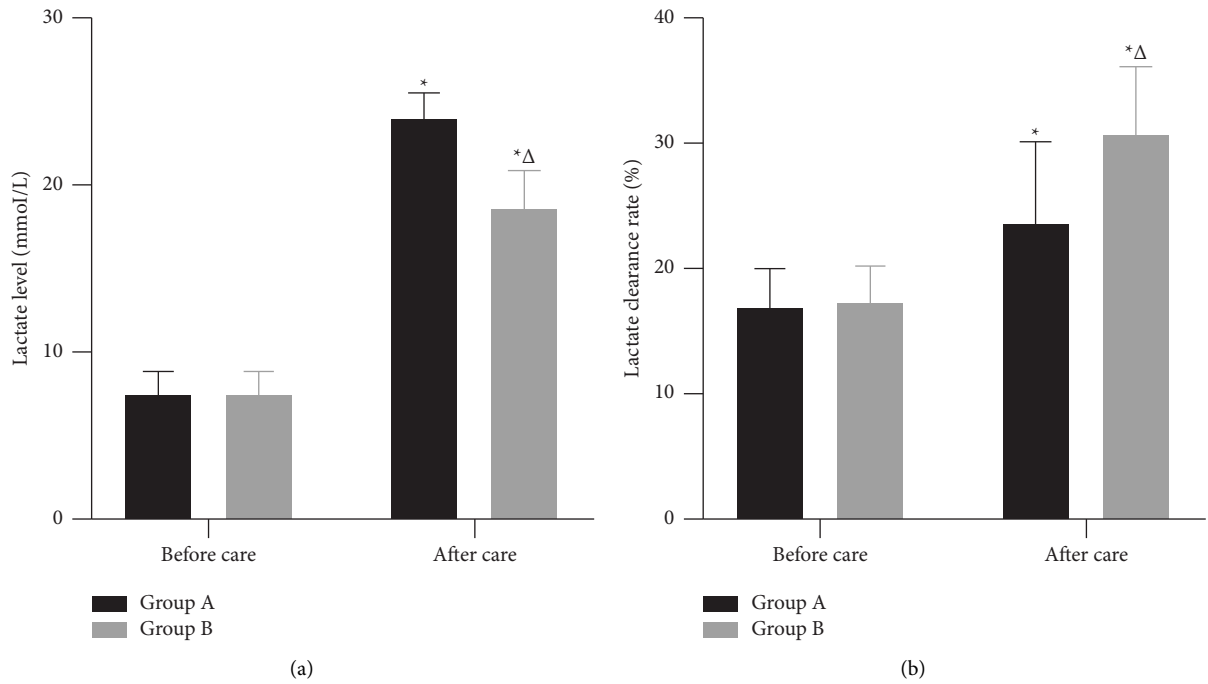 30
20
10
0
Lactate level (mmol/L)
*
*Δ
Before care
After care
Group A
Group B
(a)
40
30
20
10
0
Lactate clearance rate (%)
*
*Δ
Before care
After care
Group A
Group B
(b)